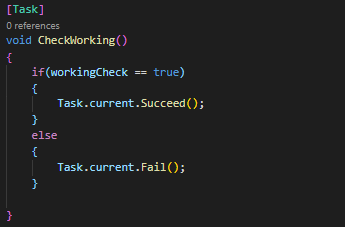 [Task]
0 references
void CheckWorking()
{
    if(workingCheck == true)
    {
        Task.current.Succeed();
    }
    else
    {
        Task.current.Fail();
    }
}